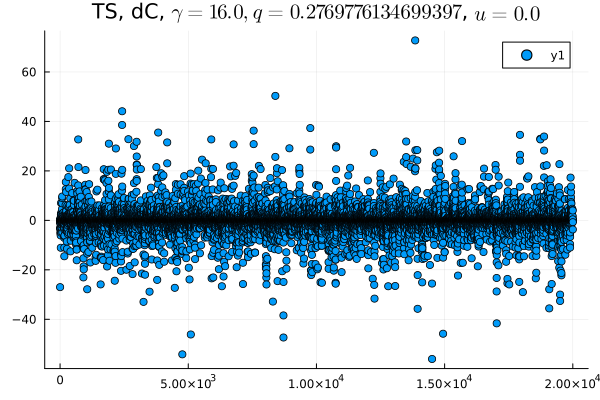 TS, dC, γ = 16.0, q = 0.2769776134699397, u = 0.0
y1
60
40
20
0
−20
−40
0 5.00×10³ 1.00×10⁴ 1.50×10⁴ 2.00×10⁴